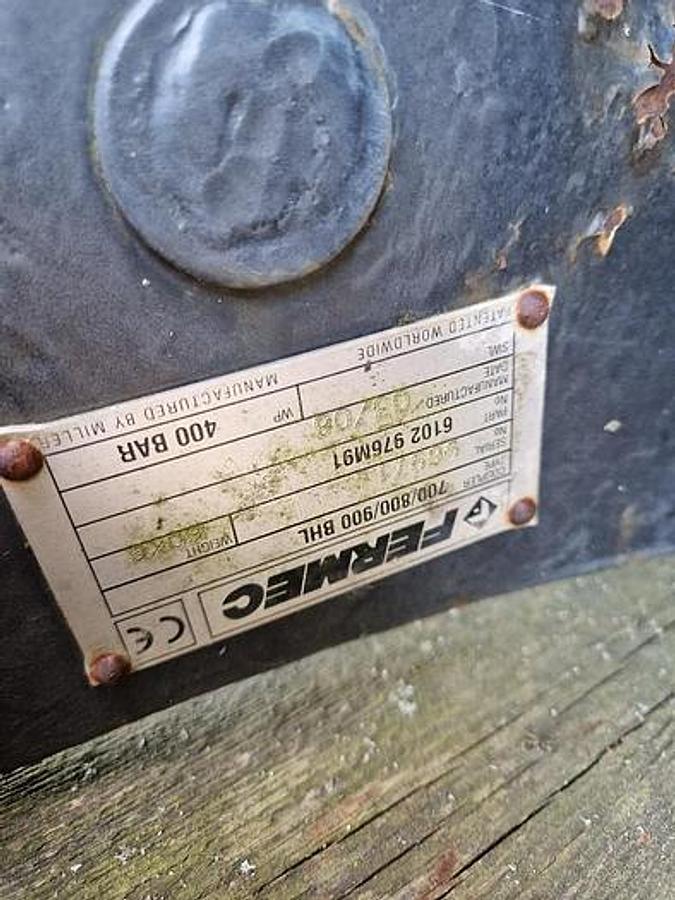 FERMEC
CE
COUPLER TYPE 700/800/900 BHL
SERIAL No WEIGHT
PART No 6102 976M91
MANUFACTURED DATE
SWL WP 400 BAR
PATENTED WORLDWIDE MANUFACTURED BY MILLER